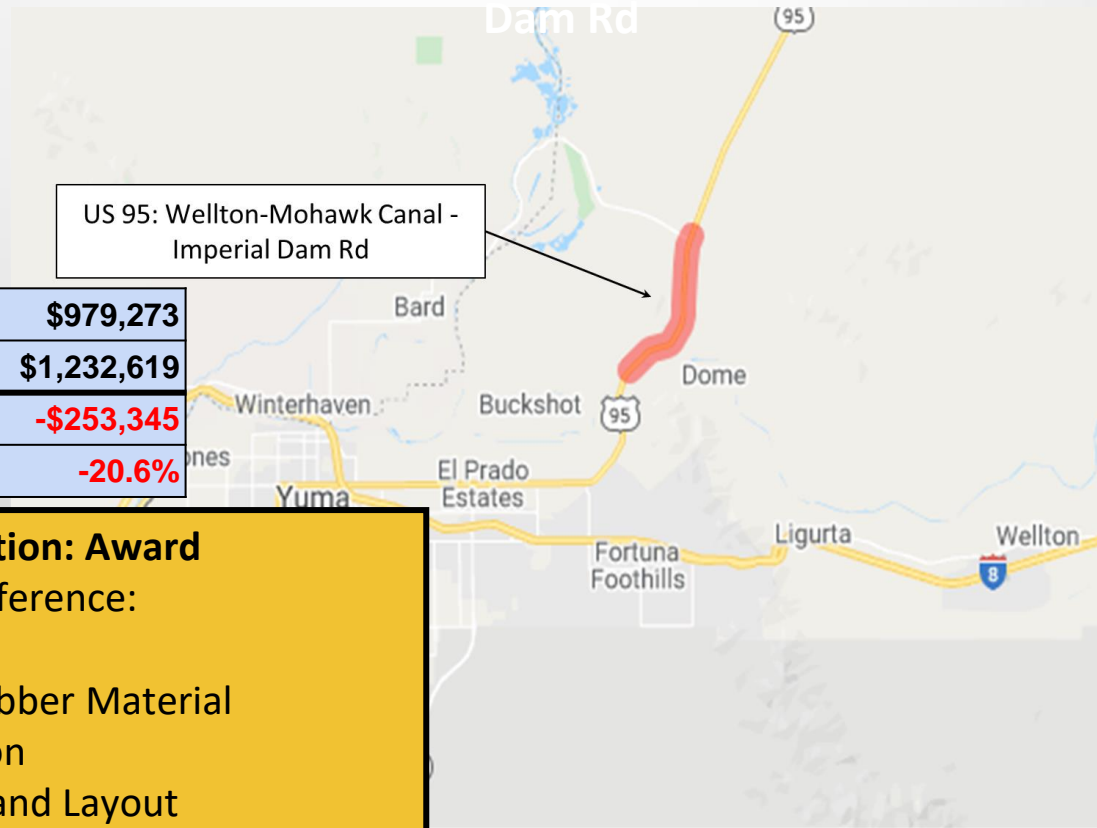 Dam Rd
95
US 95: Wellton-Mohawk Canal -
Imperial Dam Rd
$979,273
Bard
$1,232,619
Dome
Winterhaven
Buckshot
95
-$253,345
ones
El Prado
Estates
-20.6%
Yuma
Ligurta
Wellton
Fortuna
Foothills
8
tion: Award
ference:
bber Material
on
and Layout